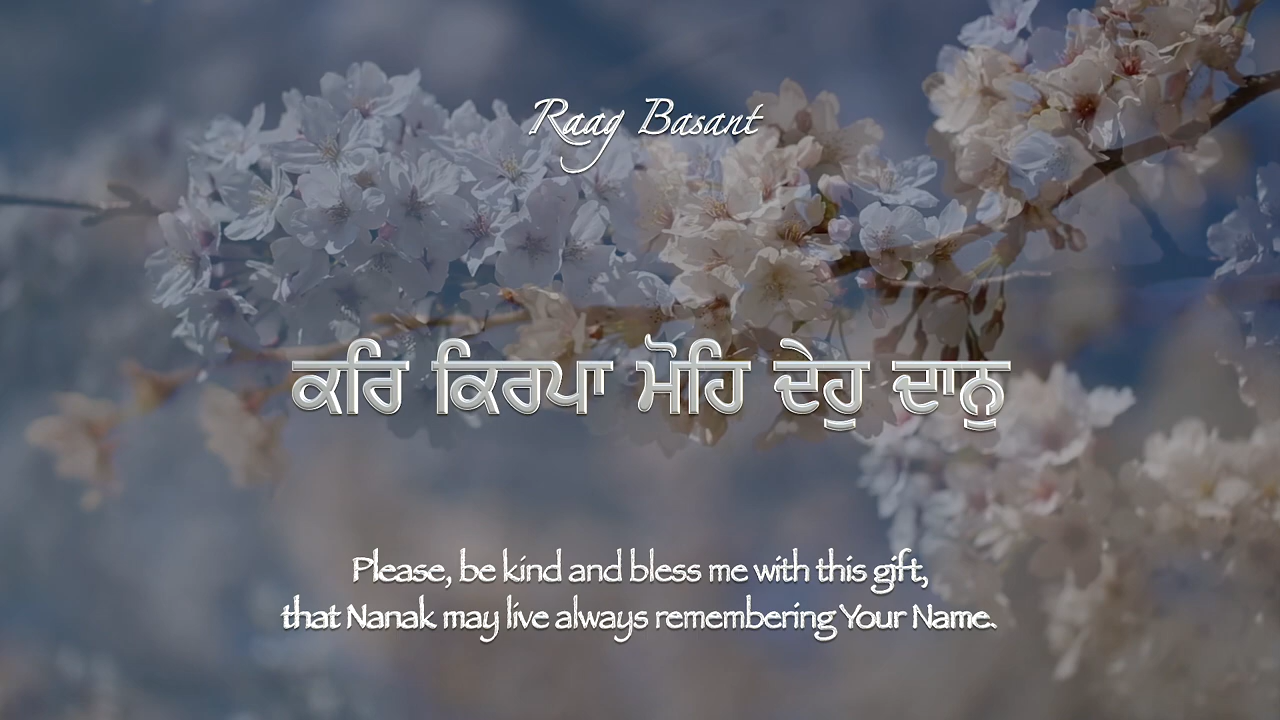 Raag Basant
ਕਰਿ ਕਿਰਪਾ ਮੋਹਿ ਦੇਹੁ ਦਾਨੁ
Please, be kind and bless me with this gift,
that Nanak may live always remembering Your Name.